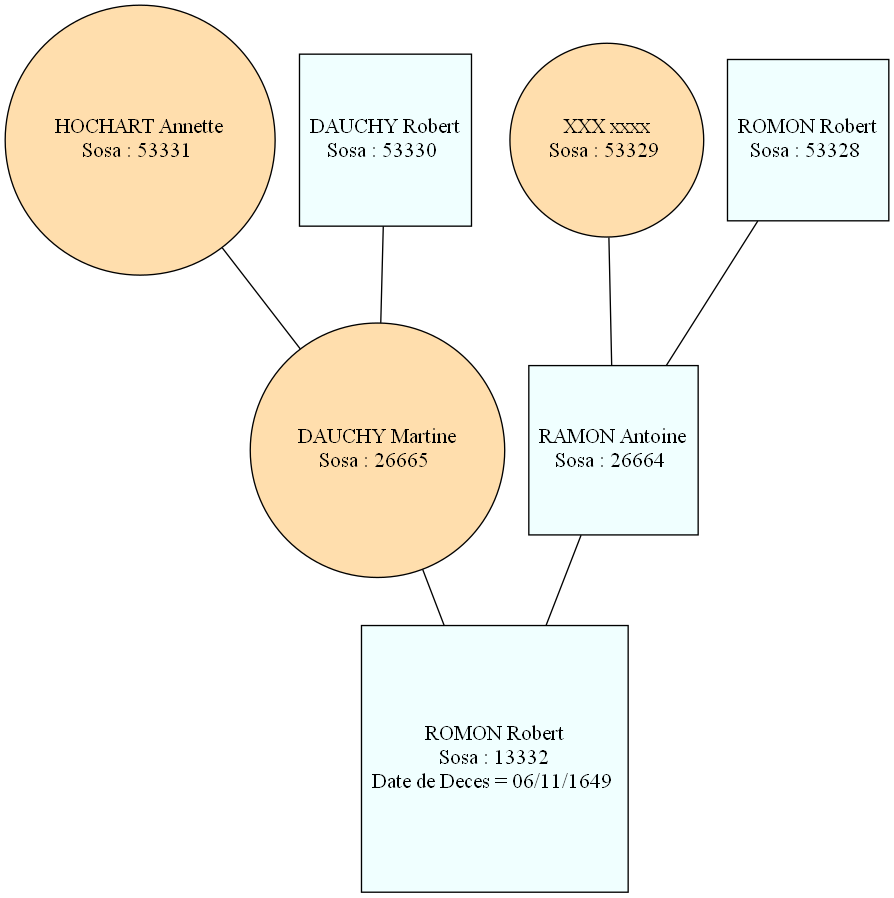 HOCHART Annette
Sosa : 53331
DAUCHY Robert
Sosa : 53330
XXX xxxx
Sosa : 53329
ROMON Robert
Sosa : 53328
DAUCHY Martine
Sosa : 26665
RAMON Antoine
Sosa : 26664
ROMON Robert
Sosa : 13332
Date de Deces = 06/11/1649